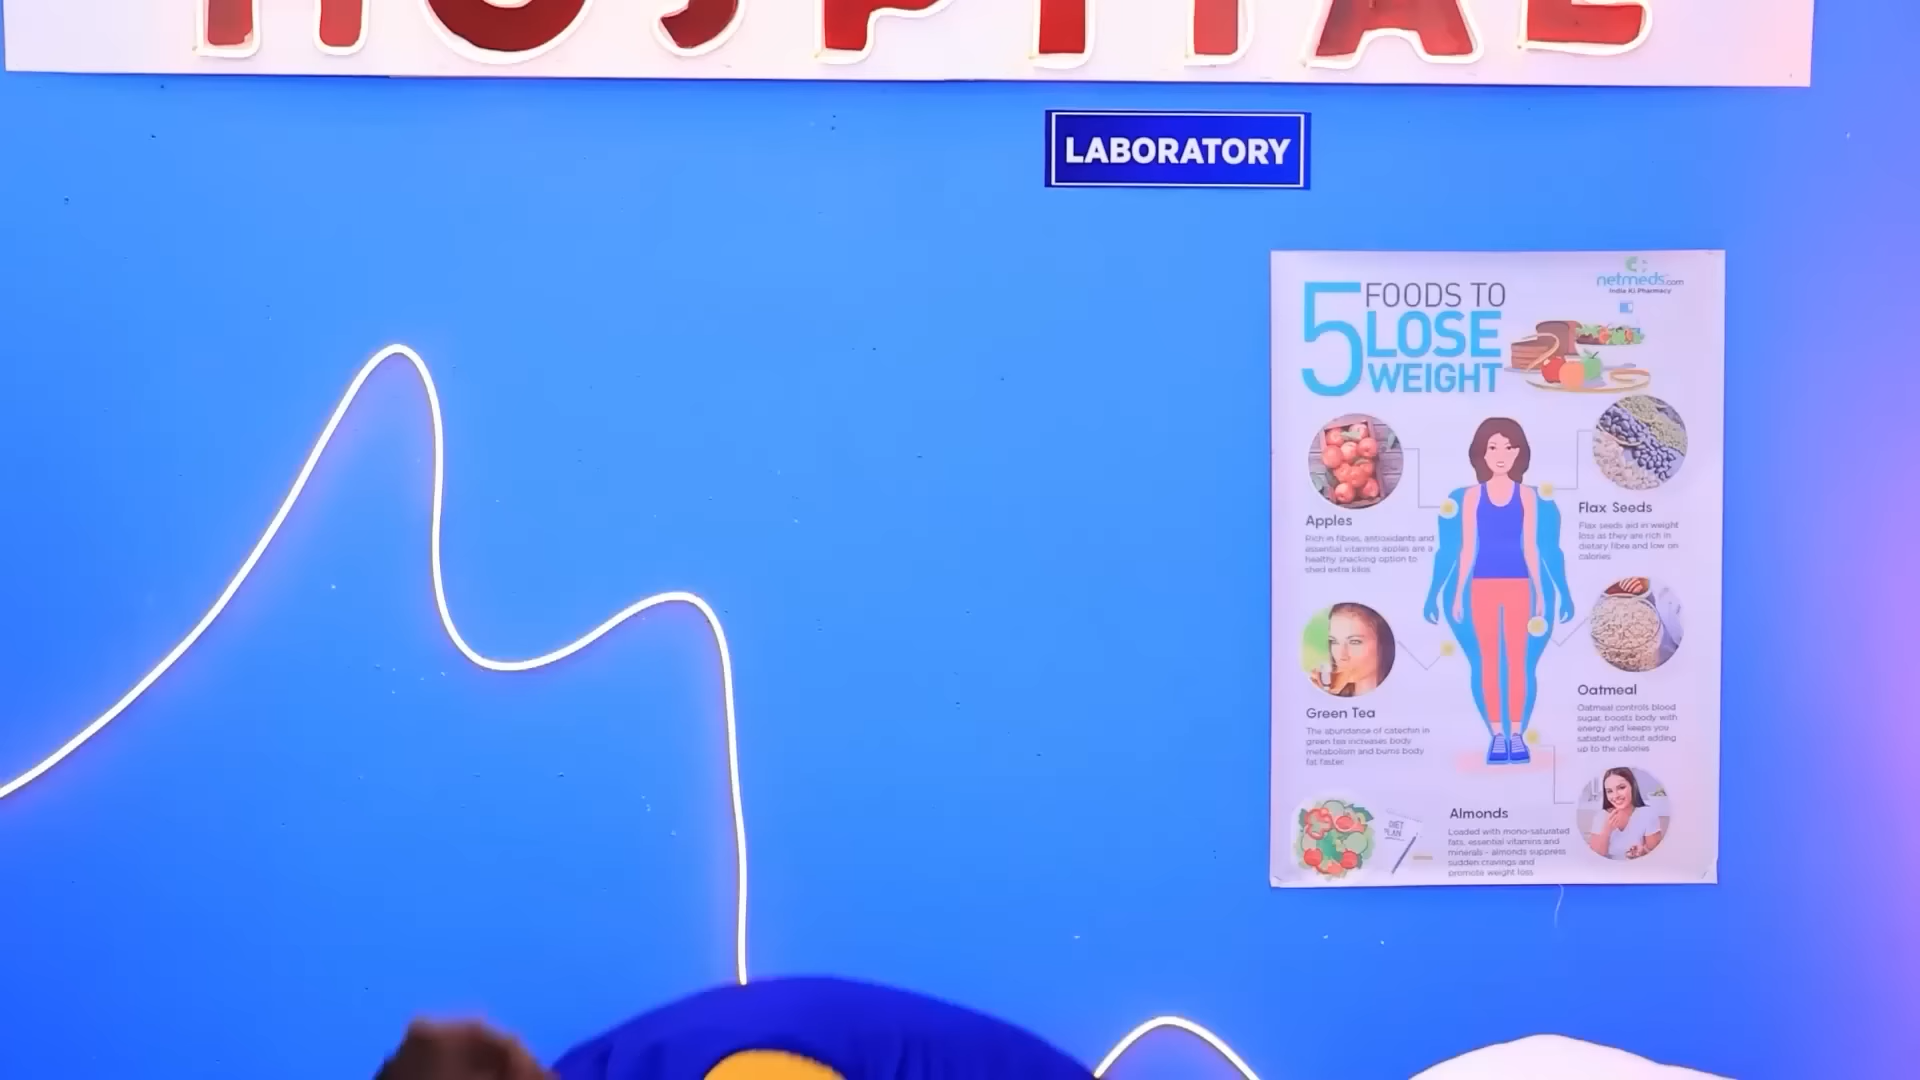 HOSPITAL
LABORATORY
netmeds.com
India Ki Pharmacy
5 FOODS TO
LOSE
WEIGHT
Apples
Rich in fibres, antioxidants and
essential vitamins apples are a
healthy snacking option to
shed extra kilos
Flax Seeds
Flax seeds aid in weight
loss as they are rich in
dietary fibre and low on
calories
Green Tea
The abundance of catechin in
green tea increases body
metabolism and burns body
fat faster
Oatmeal
Oatmeal controls blood
sugar, boosts body with
energy and keeps you
satiated without adding
up to the calories
DIET
PLAN
Almonds
Loaded with mono-saturated
fats, essential vitamins and
minerals - almonds suppress
sudden cravings and
promote weight loss